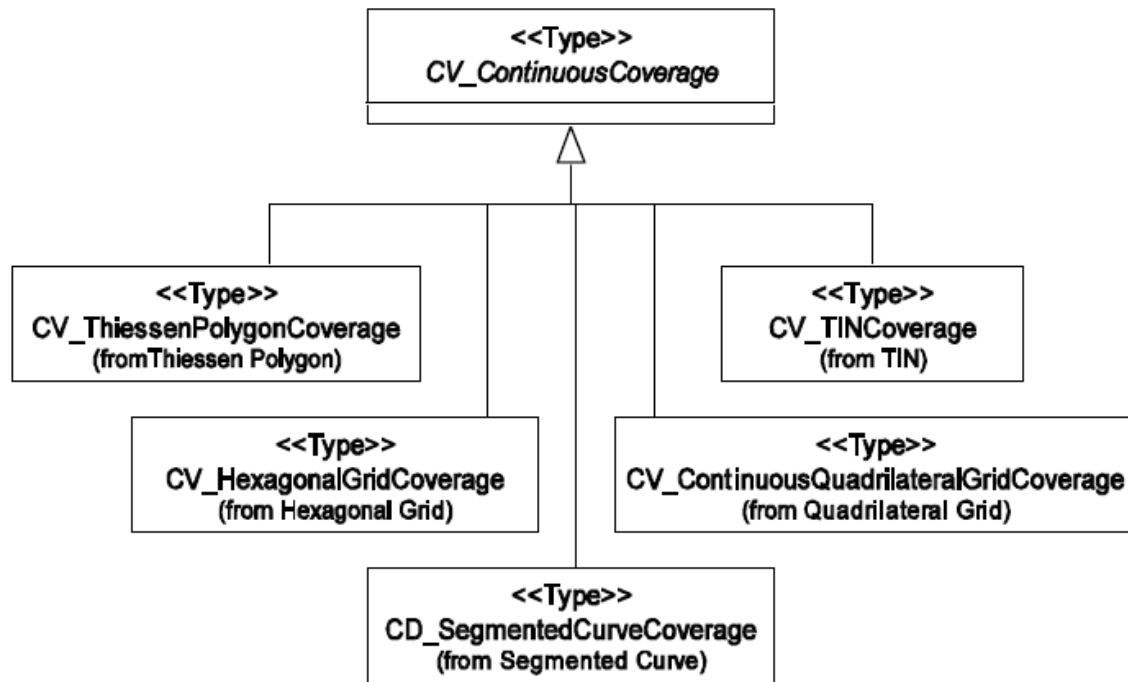 <<Type>>
CV_ContinuousCoverage
<<Type>>
CV_ThiessenPolygonCoverage
(fromThiessen Polygon)
<<Type>>
CV_TINCoverage
(from TIN)
<<Type>>
CV_HexagonalGridCoverage
(from Hexagonal Grid)
<<Type>>
CV_ContinuousQuadrilateralGridCoverage
(from Quadrilateral Grid)
<<Type>>
CD_SegmentedCurveCoverage
(from Segmented Curve)